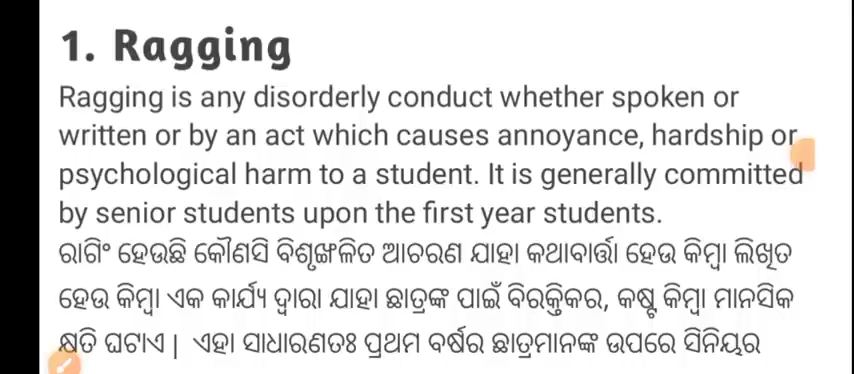 1. Ragging
Ragging is any disorderly conduct whether spoken or
written or by an act which causes annoyance, hardship or
psychological harm to a student. It is generally committed
by senior students upon the first year students.
ରାଗିଂ ହେଉଛି କୌଣସି ବିଶୃଙ୍ଖଳିତ ଆଚରଣ ଯାହା କଥାବାର୍ତ୍ତା ହେଉ କିମ୍ବା ଲିଖିତ
ହେଉ କିମ୍ବା ଏକ କାର୍ଯ୍ୟ ଦ୍ୱାରା ଯାହା ଛାତ୍ରଙ୍କ ପାଇଁ ବିରକ୍ତିକର, କଷ୍ଟ କିମ୍ବା ମାନସିକ
କ୍ଷତି ଘଟାଏ | ଏହା ସାଧାରଣତଃ ପ୍ରଥମ ବର୍ଷର ଛାତ୍ରମାନଙ୍କ ଉପରେ ସିନିୟର